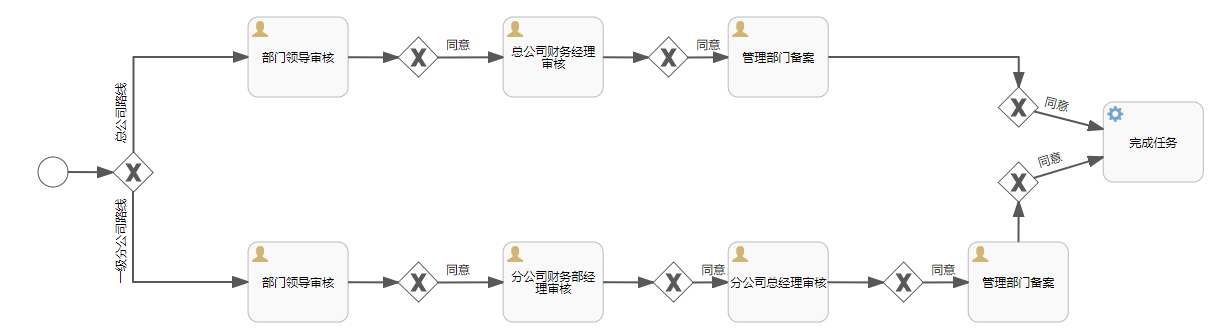 部门领导审核
同意
总公司财务经理
审核
同意
管理部门备案
同意
完成任务
总公司路线
一级分公司路线
部门领导审核
同意
分公司财务部经
理审核
同意
分公司总经理审核
同意
管理部门备案
同意